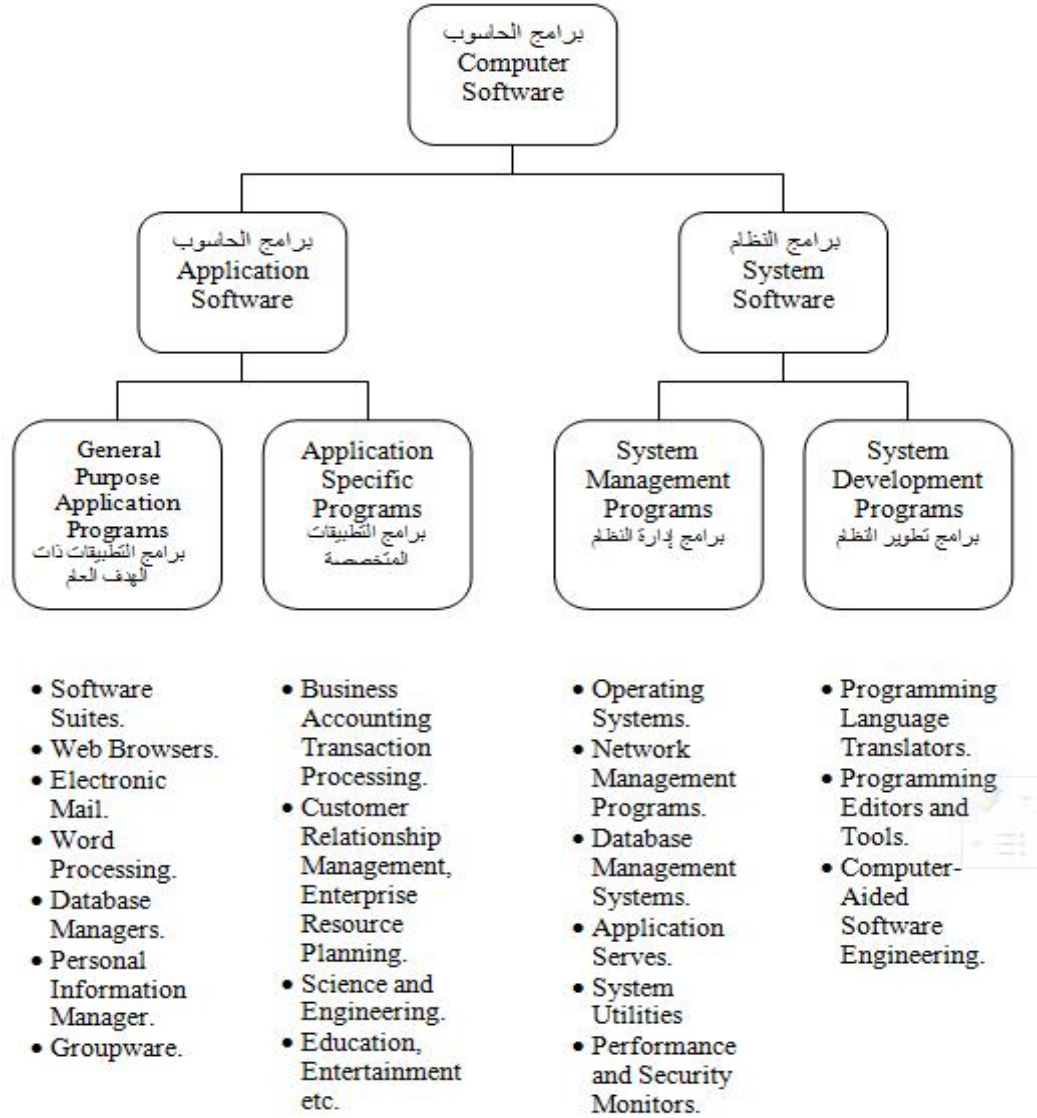 برامج الحاسوب
Computer
Software
برامج الحاسوب
Application
Software
برامج النظام
System
Software
General
Purpose
Application
Programs
برامج التطبيقات ذات
الهدف العام
Application
Specific
Programs
برامج التطبيقات
المتخصصة
System
Management
Programs
برامج إدارة النظام
System
Development
Programs
برامج تطوير النظام
• Software
Suites.
• Web Browsers.
• Electronic
Mail.
• Word
Processing.
• Database
Managers.
• Personal
Information
Manager.
• Groupware.
• Business
Accounting
Transaction
Processing.
• Customer
Relationship
Management,
Enterprise
Resource
Planning.
• Science and
Engineering.
• Education,
Entertainment
etc.
• Operating
Systems.
• Network
Management
Programs.
• Database
Management
Systems.
• Application
Serves.
• System
Utilities
• Performance
and Security
Monitors.
• Programming
Language
Translators.
• Programming
Editors and
Tools.
• Computer-
Aided
Software
Engineering.